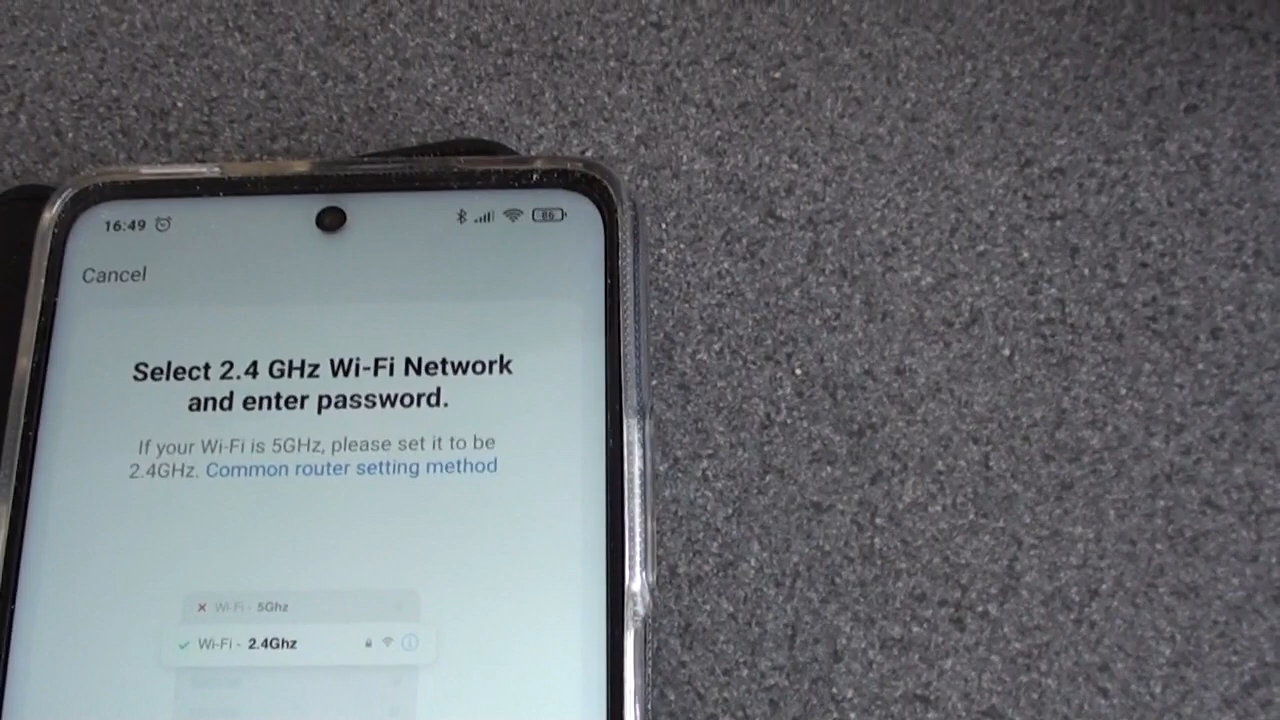 16:49
86
Cancel
Select 2.4 GHz Wi-Fi Network
and enter password.
If your Wi-Fi is 5GHz, please set it to be
2.4GHz. Common router setting method
Wi-Fi - 5Ghz
Wi-Fi - 2.4Ghz